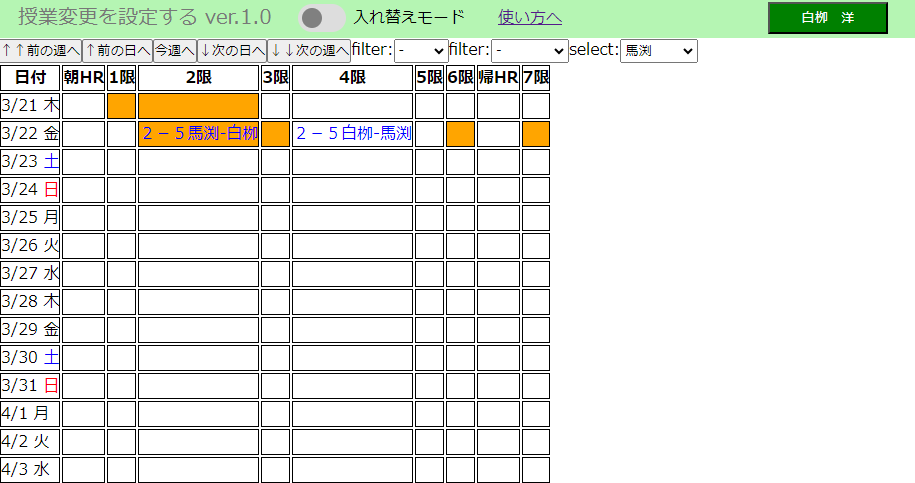 授業変更を設定する ver.1.0 入れ替えモード 使い方へ 白栁　洋
↑↑前の週へ ↑前の日へ 今週へ ↓次の日へ ↓↓次の週へ filter: - filter: - select: 馬渕
日付 朝HR 1限 2限 3限 4限 5限 6限 帰HR 7限
3/21 木
3/22 金 ２－５馬渕-白栁 ２－５白栁-馬渕
3/23 土
3/24 日
3/25 月
3/26 火
3/27 水
3/28 木
3/29 金
3/30 土
3/31 日
4/1 月
4/2 火
4/3 水